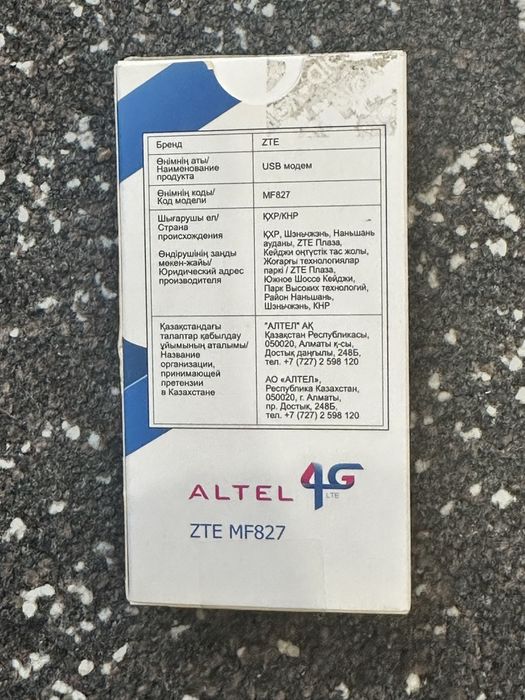 Бренд
ZTE
Өнімнің аты/
Наименование
продукта
USB модем
Өнімнің коды/
Код модели
MF827
Шығарушы ел/
Страна
происхождения
ҚХР/КНР
Өндірушінің заңды
мекен-жайы/
Юридический адрес
производителя
ҚХР, Шэньчжэнь, Наньшань
ауданы, ZTE Плаза,
Кейджи оңтүстік тас жолы,
Жоғарғы технологиялар
паркі / ZTE Плаза,
Южное Шоссе Кейджи,
Парк Высоких технологий,
Район Наньшань,
Шэньчжэнь, КНР
Қазақстандағы
талаптар қабылдау
ұйымының аталымы/
Название
организации,
принимающей
претензии
в Казахстане
"АЛТЕЛ" АҚ
Қазақстан Республикасы,
050020, Алматы қ-сы,
Достык даңғылы, 248Б,
тел. +7 (727) 2 598 120
АО «АЛТЕЛ»,
Республика Казахстан,
050020, г. Алматы,
пр. Достык, 248Б,
тел. +7 (727) 2 598 120
ALTEL 4G
LTE
ZTE MF827